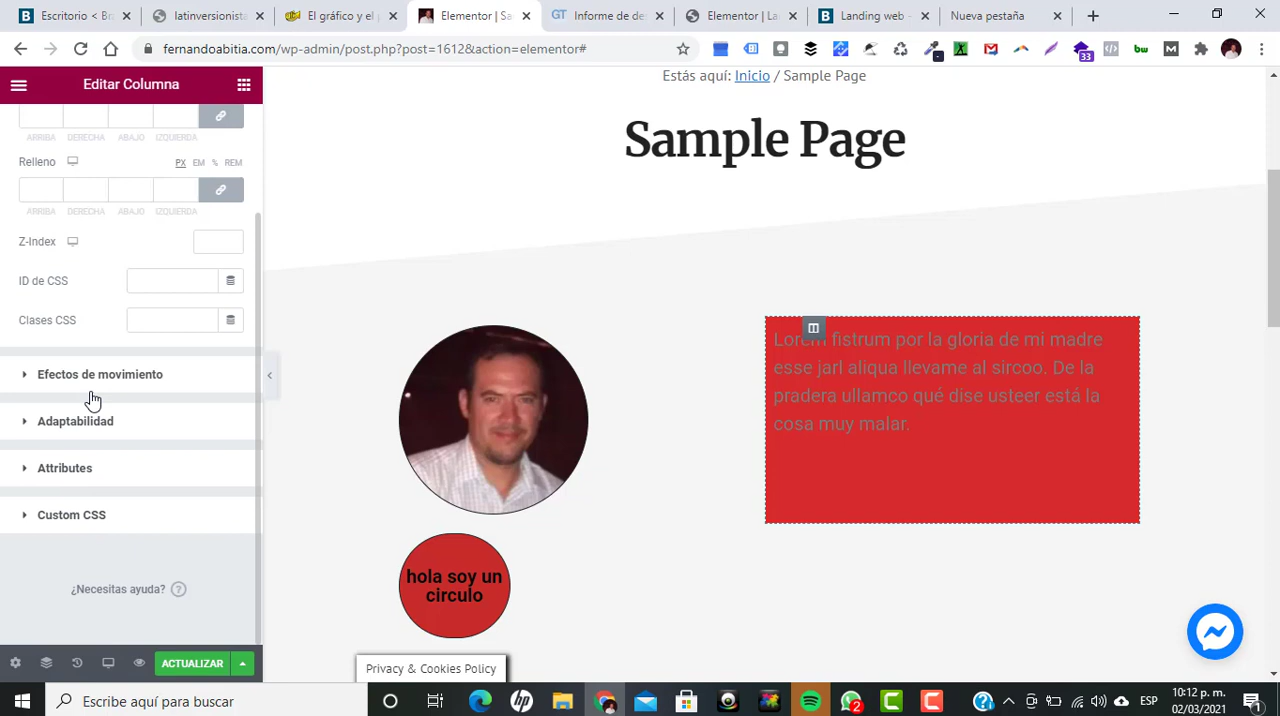 Escritorio ‹ Br
lativinversionista
El gráfico y el p
Elementor | Sa
Informe de de
Elementor | La
Landing web -
Nueva pestaña
fernandoabitia.com/wp-admin/post.php?post=1612&action=elementor#
33
bw
M
Editar Columna
Estás aquí: Inicio / Sample Page
ARRIBA DERECHA ABAJO IZQUIERDA
Sample Page
Relleno PX EM % REM
ARRIBA DERECHA ABAJO IZQUIERDA
Z-Index
ID de CSS
Clases CSS
Efectos de movimiento
Adaptabilidad
Attributes
Custom CSS
¿Necesitas ayuda? ?
Lorem fistrum por la gloria de mi madre
esse jarl aliqua llevame al sircoo. De la
pradera ullamco qué dise usteer está la
cosa muy malar.
hola soy un
circulo
ACTUALIZAR
Privacy & Cookies Policy
Escribe aquí para buscar
hp
2
ESP
10:12 p. m.
02/03/2021
1